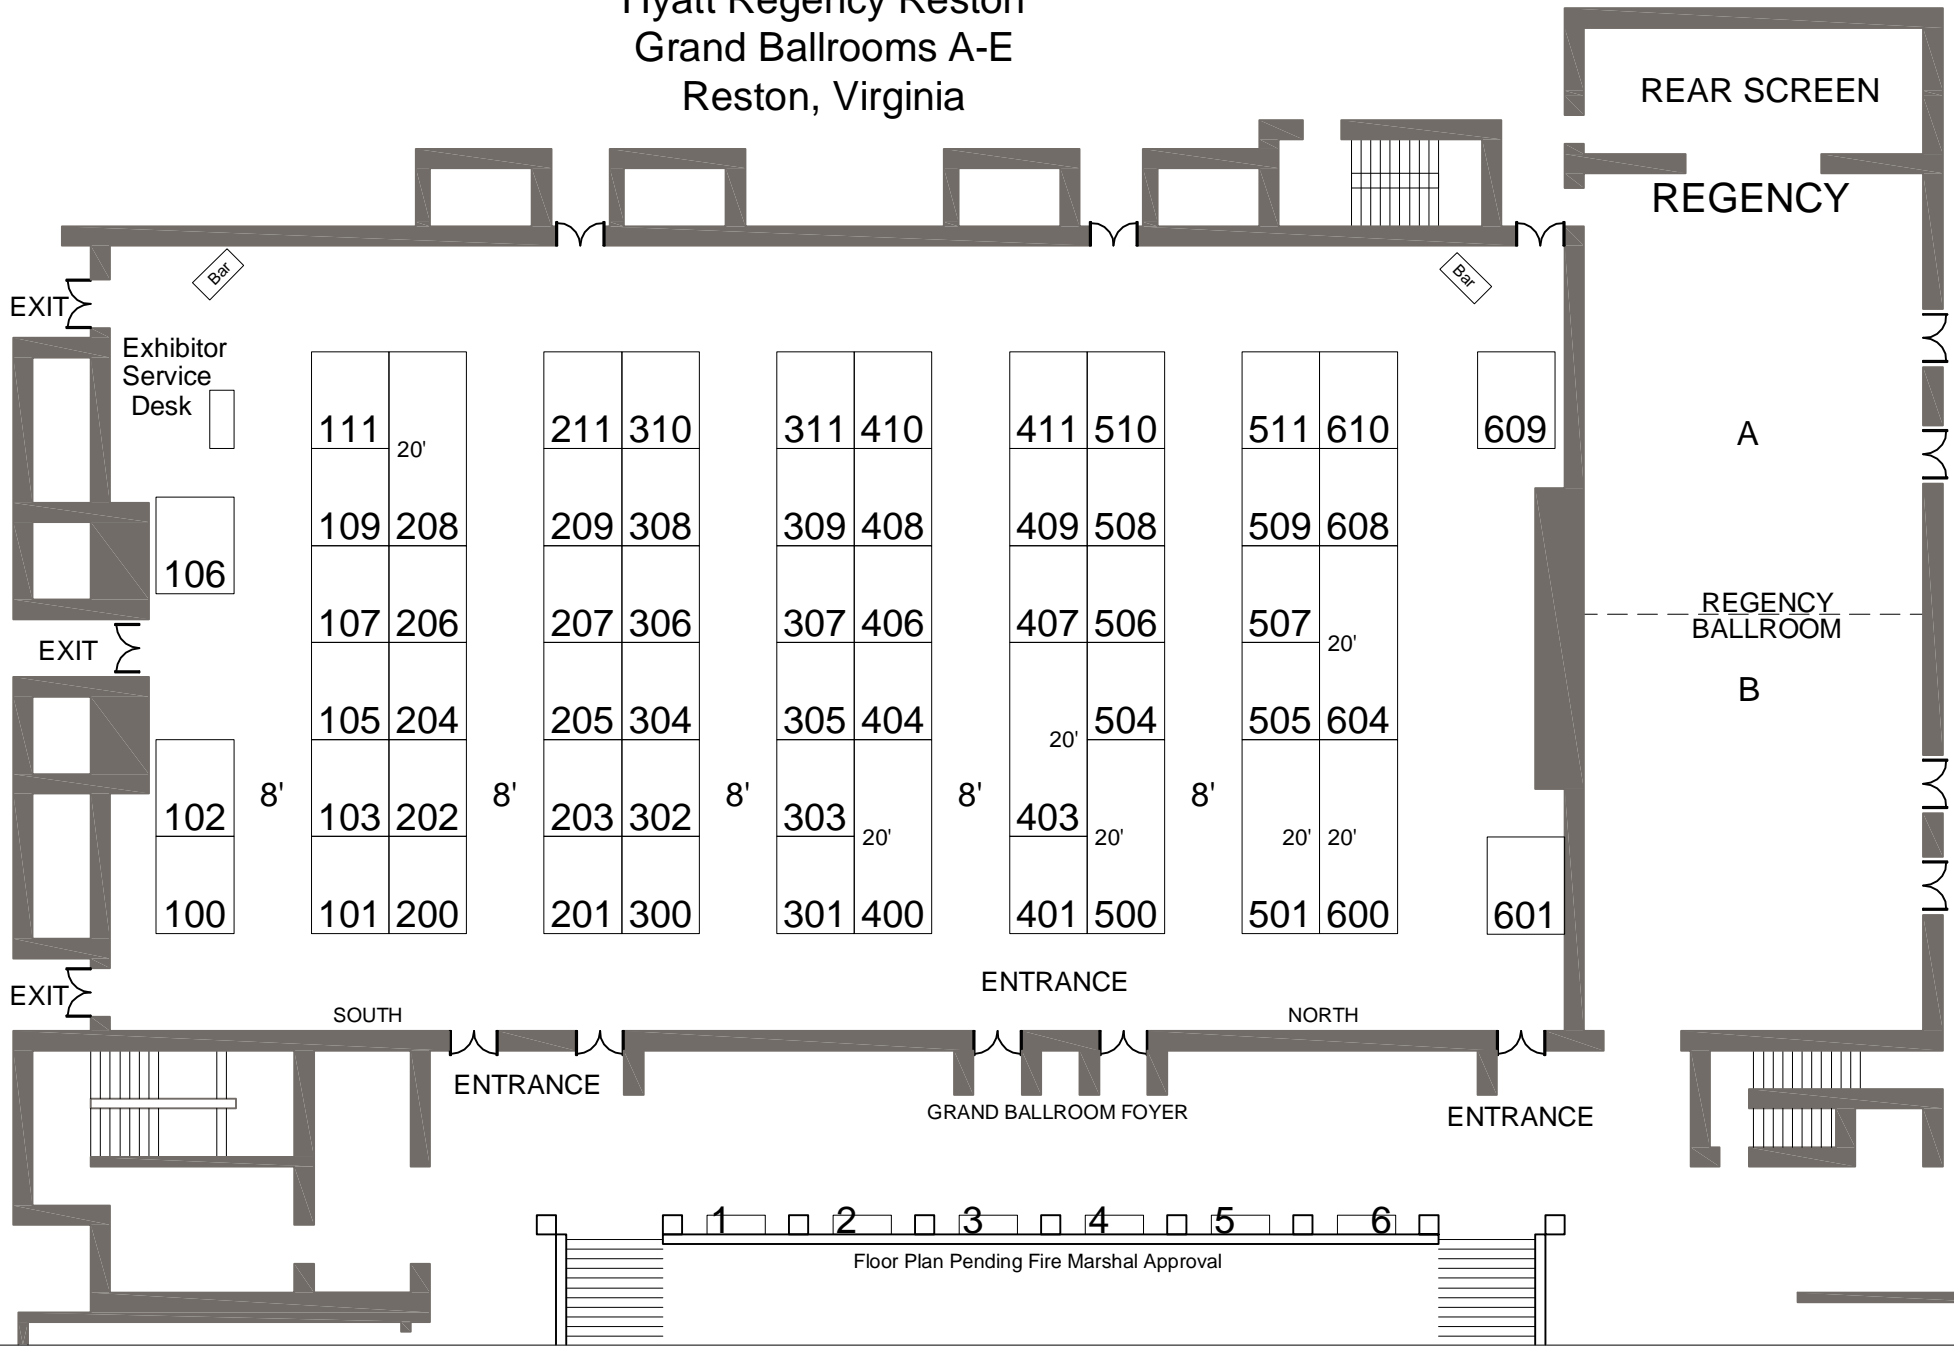 Hyatt Regency Reston
Grand Ballrooms A-E
Reston, Virginia
REAR SCREEN
REGENCY
Bar
Bar
EXIT
Exhibitor
Service
Desk
111
20'
211 310
311 410
411 510
511 610
609
A
109 208
209 308
309 408
409 508
509 608
106
107 206
207 306
307 406
407 506
507
20'
REGENCY
BALLROOM
EXIT
B
105 204
205 304
305 404
20'
504
505 604
102
8'
103 202
8'
203 302
8'
303
20'
8'
403
20'
8'
20' 20'
100
101 200
201 300
301 400
401 500
501 600
601
ENTRANCE
EXIT
SOUTH
NORTH
ENTRANCE
GRAND BALLROOM FOYER
ENTRANCE
1 2 3 4 5 6
Floor Plan Pending Fire Marshal Approval